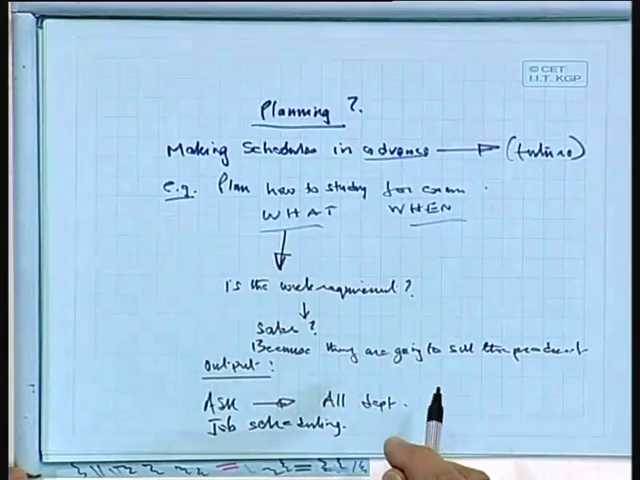 © CET
I.I.T. KGP
Planning ?.
Making Schedules in advance → (future)
e.g. Plan how to study for exam.
WHAT WHEN
Is the work required ?
Sales ?
Because they are going to sell the product
Output :
Ask → All dept.
Job scheduling.